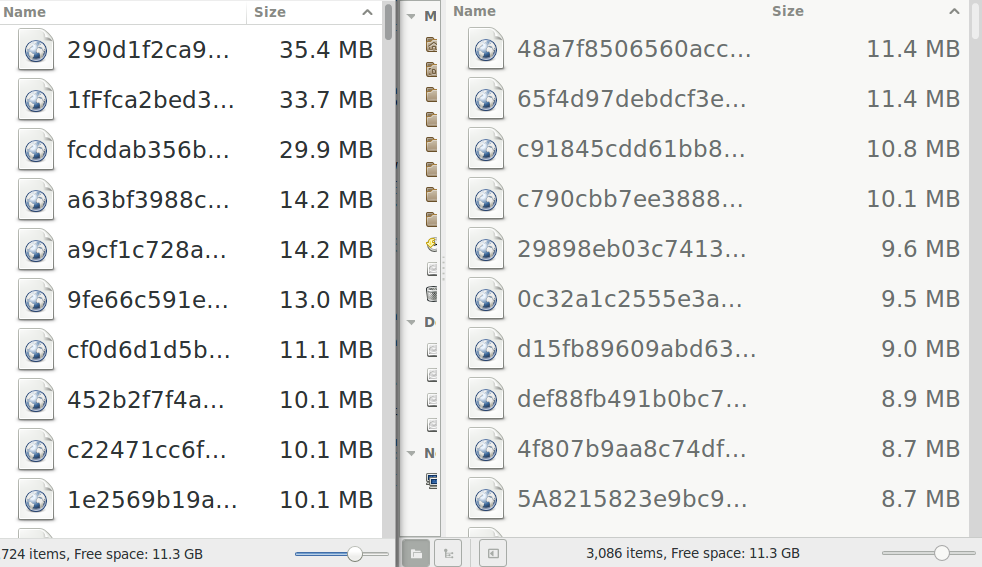 Name Size
290d1f2ca9... 35.4 MB
1fFfca2bed3... 33.7 MB
fcddab356b... 29.9 MB
a63bf3988c... 14.2 MB
a9cf1c728a... 14.2 MB
9fe66c591e... 13.0 MB
cf0d6d1d5b... 11.1 MB
452b2f7f4a... 10.1 MB
c22471cc6f... 10.1 MB
1e2569b19a... 10.1 MB
724 items, Free space: 11.3 GB
M
D
N
Name Size
48a7f8506560acc... 11.4 MB
65f4d97debdcf3e... 11.4 MB
c91845cdd61bb8... 10.8 MB
c790cbb7ee3888... 10.1 MB
29898eb03c7413... 9.6 MB
0c32a1c2555e3a... 9.5 MB
d15fb89609abd63... 9.0 MB
def88fb491b0bc7... 8.9 MB
4f807b9aa8c74df... 8.7 MB
5A8215823e9bc9... 8.7 MB
3,086 items, Free space: 11.3 GB